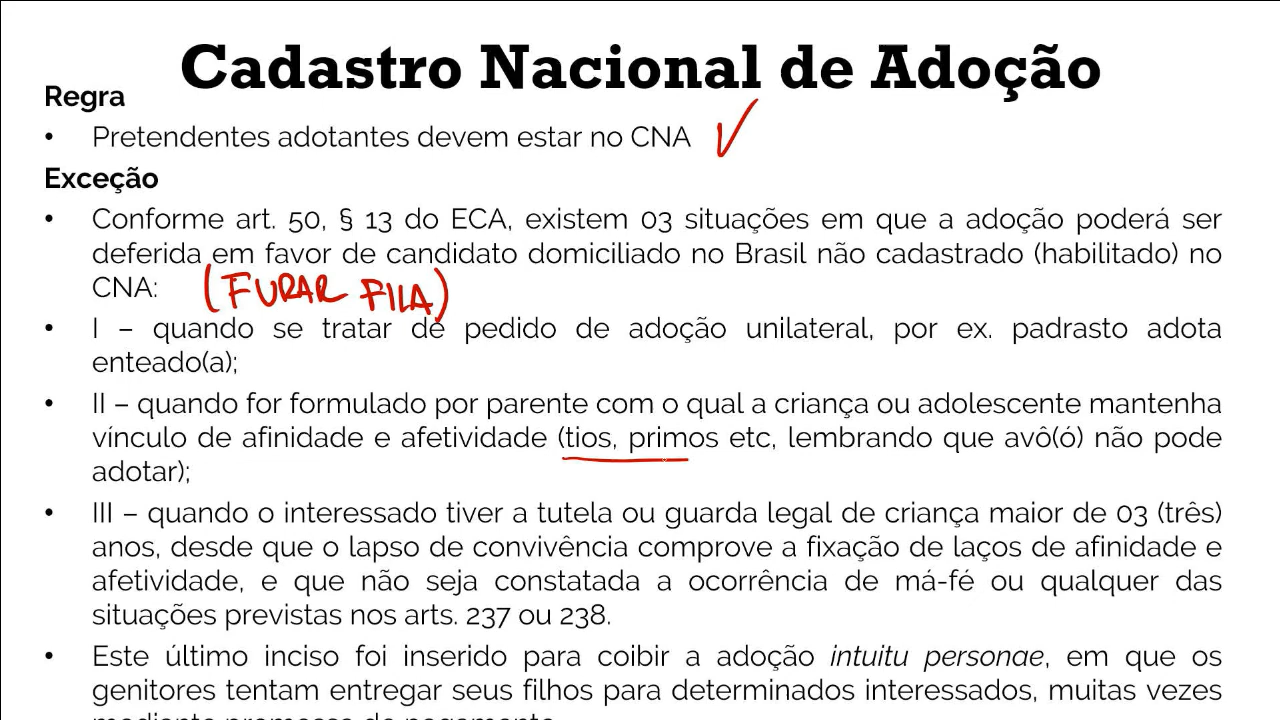 Cadastro Nacional de Adoção
Regra
• Pretendentes adotantes devem estar no CNA
Exceção
• Conforme art. 50, § 13 do ECA, existem 03 situações em que a adoção poderá ser
deferida em favor de candidato domiciliado no Brasil não cadastrado (habilitado) no
CNA: (FURAR FILA)
• I – quando se tratar de pedido de adoção unilateral, por ex. padrasto adota
enteado(a);
• II – quando for formulado por parente com o qual a criança ou adolescente mantenha
vínculo de afinidade e afetividade (tios, primos etc, lembrando que avô(ó) não pode
adotar);
• III – quando o interessado tiver a tutela ou guarda legal de criança maior de 03 (três)
anos, desde que o lapso de convivência comprove a fixação de laços de afinidade e
afetividade, e que não seja constatada a ocorrência de má-fé ou qualquer das
situações previstas nos arts. 237 ou 238.
• Este último inciso foi inserido para coibir a adoção intuitu personae, em que os
genitores tentam entregar seus filhos para determinados interessados, muitas vezes
mediante promessa de pagamento.